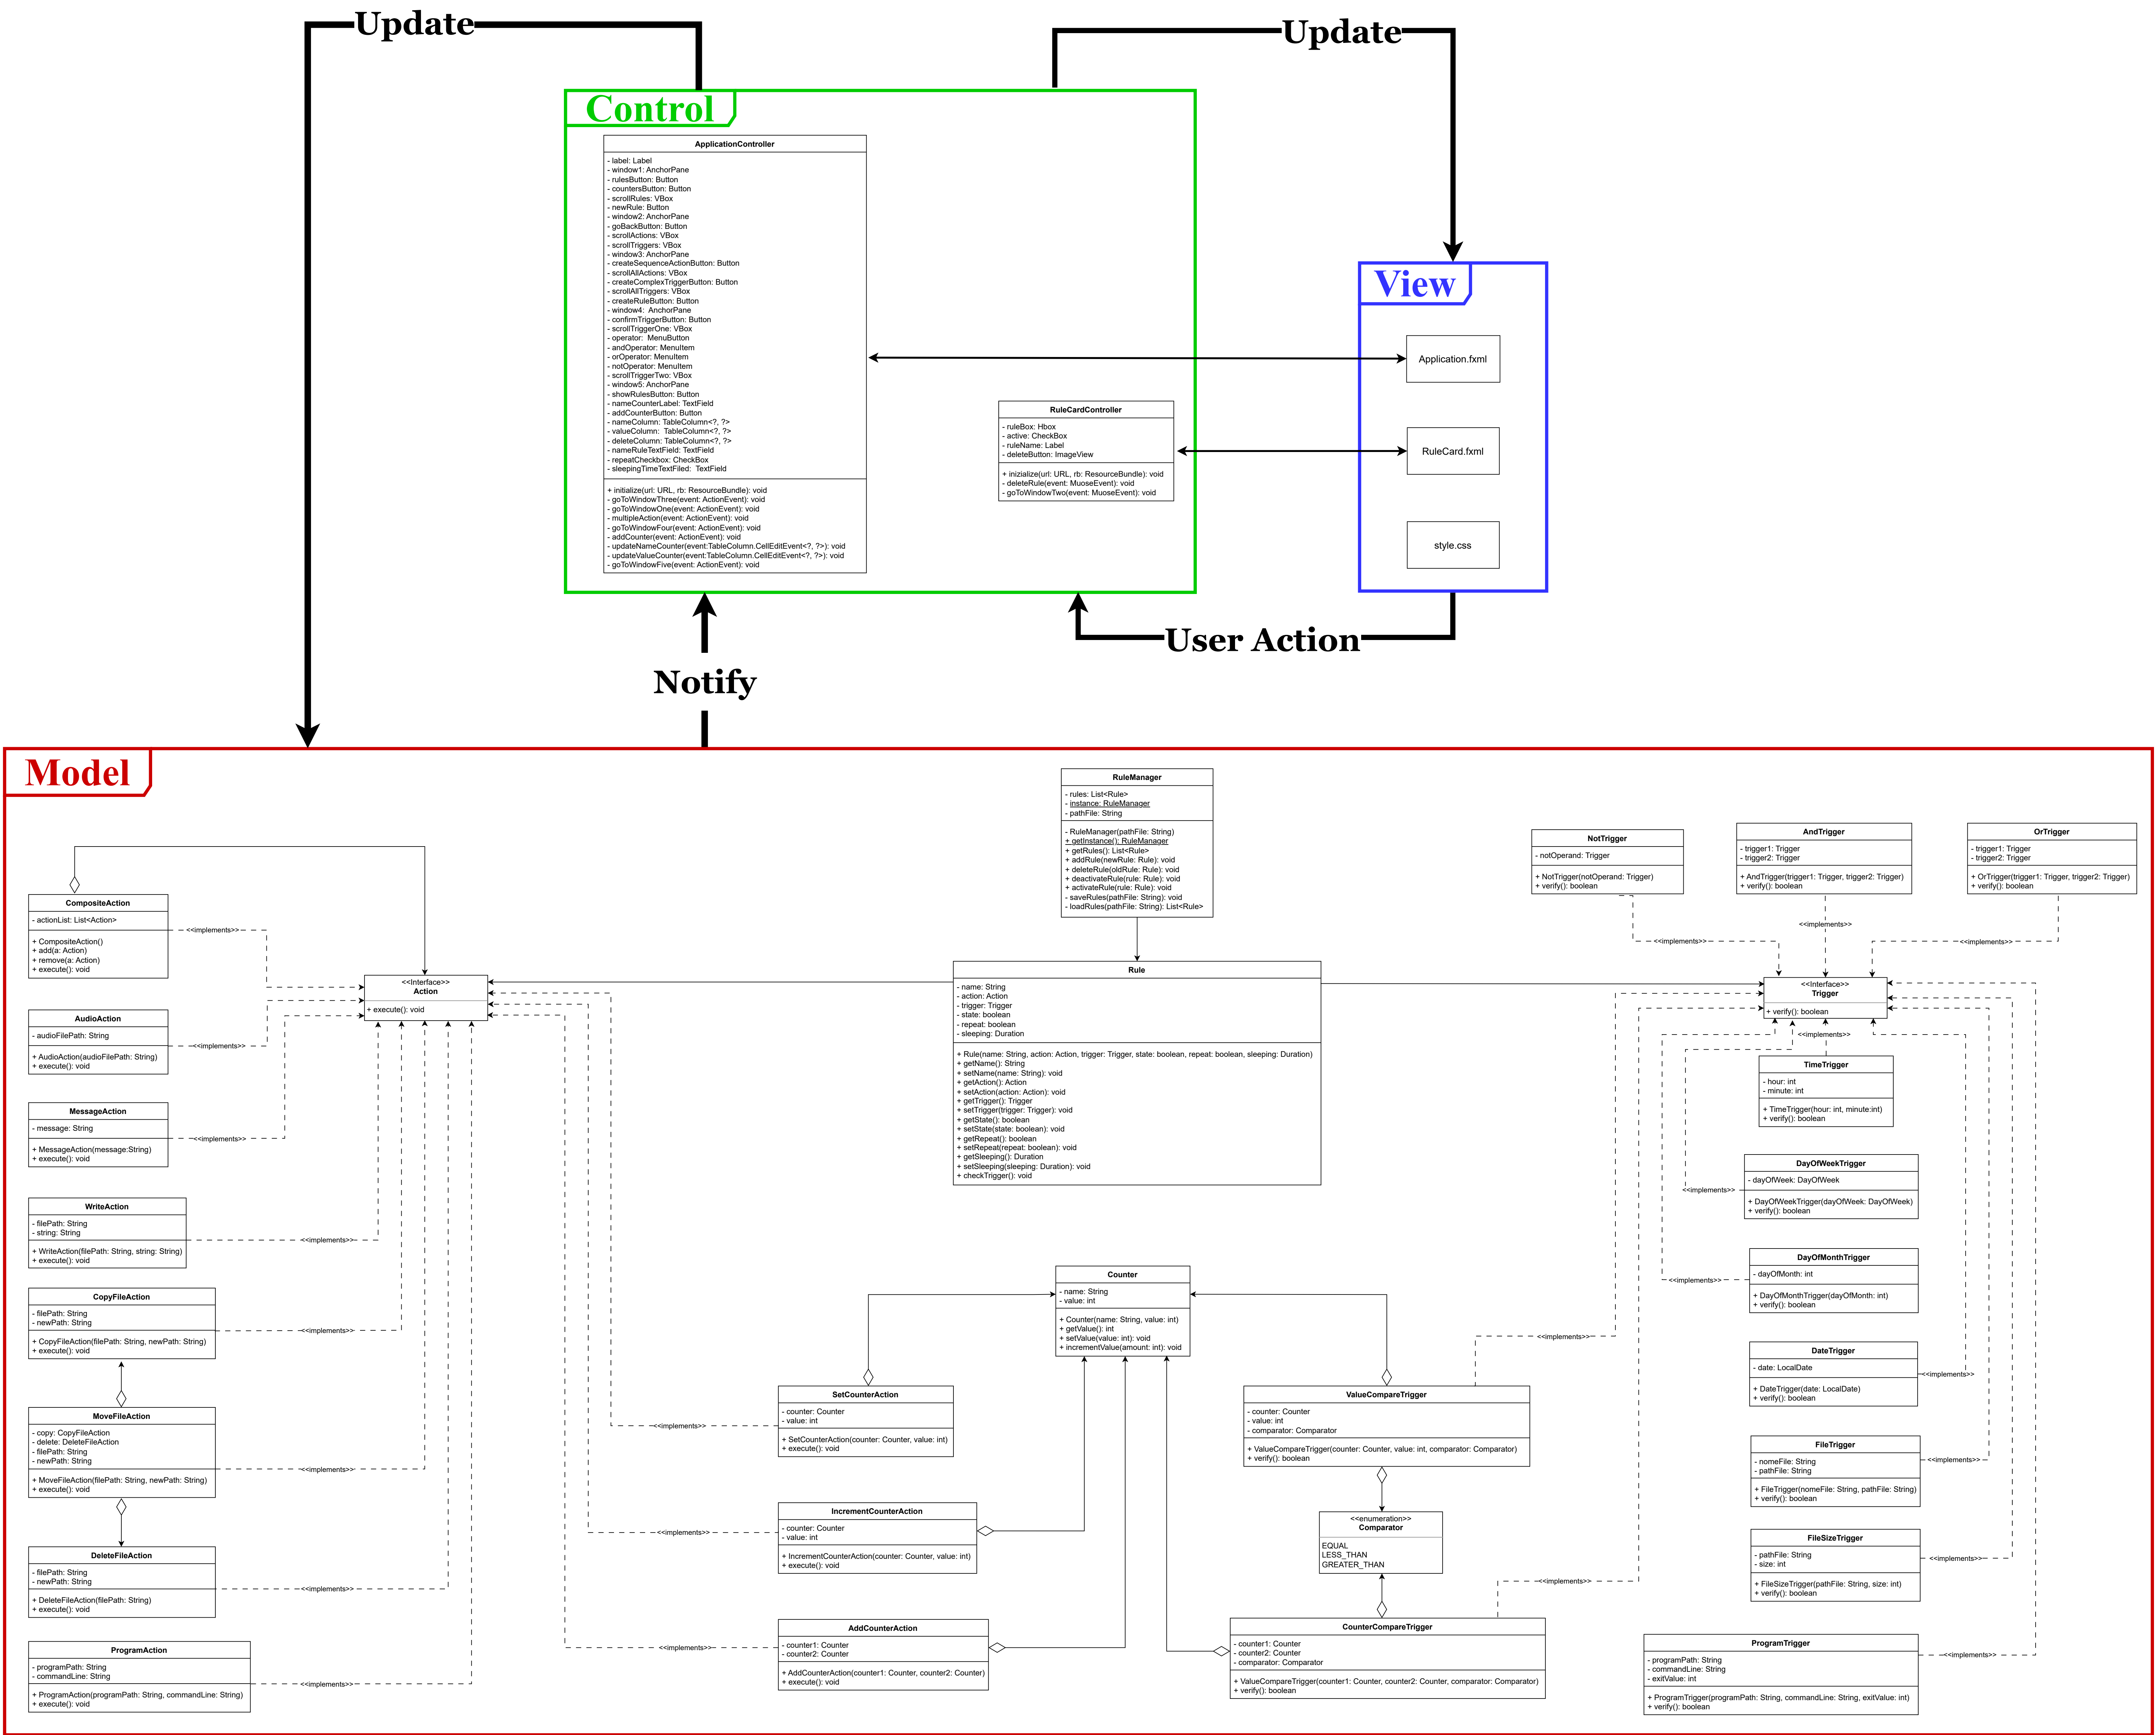 Update
Update
Control
ApplicationController
- label: Label
- window1: AnchorPane
- rulesButton: Button
- countersButton: Button
- scrollRules: VBox
- newRule: Button
- window2: AnchorPane
- goBackButton: Button
- scrollActions: VBox
- scrollTriggers: VBox
- window3: AnchorPane
- createSequenceActionButton: Button
- scrollAllActions: VBox
- createComplexTriggerButton: Button
- scrollAllTriggers: VBox
- createRuleButton: Button
- window4:  AnchorPane
- confirmTriggerButton: Button
- scrollTriggerOne: VBox
- operator:  MenuButton
- andOperator: MenuItem
- orOperator: MenuItem
- notOperator: MenuItem
- scrollTriggerTwo: VBox
- window5: AnchorPane
- showRulesButton: Button
- nameCounterLabel: TextField
- addCounterButton: Button
- nameColumn: TableColumn<?, ?>
- valueColumn:  TableColumn<?, ?>
- deleteColumn: TableColumn<?, ?>
- nameRuleTextField: TextField
- repeatCheckbox: CheckBox
- sleepingTimeTextFiled:  TextField
+ initialize(url: URL, rb: ResourceBundle): void
- goToWindowThree(event: ActionEvent): void
- goToWindowOne(event: ActionEvent): void
- multipleAction(event: ActionEvent): void
- goToWindowFour(event: ActionEvent): void
- addCounter(event: ActionEvent): void
- updateNameCounter(event:TableColumn.CellEditEvent<?, ?>): void
- updateValueCounter(event:TableColumn.CellEditEvent<?, ?>): void
- goToWindowFive(event: ActionEvent): void
RuleCardController
- ruleBox: Hbox
- active: CheckBox
- ruleName: Label
- deleteButton: ImageView
+ inizialize(url: URL, rb: ResourceBundle): void
- deleteRule(event: MuoseEvent): void
- goToWindowTwo(event: MuoseEvent): void
View
Application.fxml
RuleCard.fxml
style.css
User Action
Notify
Model
RuleManager
- rules: List<Rule>
- instance: RuleManager
- pathFile: String
- RuleManager(pathFile: String)
+ getInstance(): RuleManager
+ getRules(): List<Rule>
+ addRule(newRule: Rule): void
+ deleteRule(oldRule: Rule): void
+ deactivateRule(rule: Rule): void
+ activateRule(rule: Rule): void
- saveRules(pathFile: String): void
- loadRules(pathFile: String): List<Rule>
NotTrigger
- notOperand: Trigger
+ NotTrigger(notOperand: Trigger)
+ verify(): boolean
AndTrigger
- trigger1: Trigger
- trigger2: Trigger
+ AndTrigger(trigger1: Trigger, trigger2: Trigger)
+ verify(): boolean
OrTrigger
- trigger1: Trigger
- trigger2: Trigger
+ OrTrigger(trigger1: Trigger, trigger2: Trigger)
+ verify(): boolean
<<implements>>
<<implements>>
<<implements>>
CompositeAction
- actionList: List<Action>
+ CompositeAction()
+ add(a: Action)
+ remove(a: Action)
+ execute(): void
<<implements>>
<<Interface>>
Action
+ execute(): void
Rule
- name: String
- action: Action
- trigger: Trigger
- state: boolean
- repeat: boolean
- sleeping: Duration
+ Rule(name: String, action: Action, trigger: Trigger, state: boolean, repeat: boolean, sleeping: Duration)
+ getName(): String
+ setName(name: String): void
+ getAction(): Action
+ setAction(action: Action): void
+ getTrigger(): Trigger
+ setTrigger(trigger: Trigger): void
+ getState(): boolean
+ setState(state: boolean): void
+ getRepeat(): boolean
+ setRepeat(repeat: boolean): void
+ getSleeping(): Duration
+ setSleeping(sleeping: Duration): void
+ checkTrigger(): void
<<Interface>>
Trigger
+ verify(): boolean
<<implements>>
AudioAction
- audioFilePath: String
+ AudioAction(audioFilePath: String)
+ execute(): void
<<implements>>
TimeTrigger
- hour: int
- minute: int
+ TimeTrigger(hour: int, minute:int)
+ verify(): boolean
MessageAction
- message: String
+ MessageAction(message:String)
+ execute(): void
<<implements>>
DayOfWeekTrigger
- dayOfWeek: DayOfWeek
+ DayOfWeekTrigger(dayOfWeek: DayOfWeek)
+ verify(): boolean
<<implements>>
WriteAction
- filePath: String
- string: String
+ WriteAction(filePath: String, string: String)
+ execute(): void
<<implements>>
DayOfMonthTrigger
- dayOfMonth: int
+ DayOfMonthTrigger(dayOfMonth: int)
+ verify(): boolean
<<implements>>
Counter
- name: String
- value: int
+ Counter(name: String, value: int)
+ getValue(): int
+ setValue(value: int): void
+ incrementValue(amount: int): void
CopyFileAction
- filePath: String
- newPath: String
+ CopyFileAction(filePath: String, newPath: String)
+ execute(): void
<<implements>>
<<implements>>
DateTrigger
- date: LocalDate
+ DateTrigger(date: LocalDate)
+ verify(): boolean
<<implements>>
SetCounterAction
- counter: Counter
- value: int
+ SetCounterAction(counter: Counter, value: int)
+ execute(): void
<<implements>>
ValueCompareTrigger
- counter: Counter
- value: int
- comparator: Comparator
+ ValueCompareTrigger(counter: Counter, value: int, comparator: Comparator)
+ verify(): boolean
MoveFileAction
- copy: CopyFileAction
- delete: DeleteFileAction
- filePath: String
- newPath: String
+ MoveFileAction(filePath: String, newPath: String)
+ execute(): void
<<implements>>
FileTrigger
- nomeFile: String
- pathFile: String
+ FileTrigger(nomeFile: String, pathFile: String)
+ verify(): boolean
<<implements>>
IncrementCounterAction
- counter: Counter
- value: int
+ IncrementCounterAction(counter: Counter, value: int)
+ execute(): void
<<implements>>
<<enumeration>>
Comparator
EQUAL
LESS_THAN
GREATER_THAN
FileSizeTrigger
- pathFile: String
- size: int
+ FileSizeTrigger(pathFile: String, size: int)
+ verify(): boolean
<<implements>>
DeleteFileAction
- filePath: String
- newPath: String
+ DeleteFileAction(filePath: String)
+ execute(): void
<<implements>>
<<implements>>
AddCounterAction
- counter1: Counter
- counter2: Counter
+ AddCounterAction(counter1: Counter, counter2: Counter)
+ execute(): void
<<implements>>
CounterCompareTrigger
- counter1: Counter
- counter2: Counter
- comparator: Comparator
+ ValueCompareTrigger(counter1: Counter, counter2: Counter, comparator: Comparator)
+ verify(): boolean
ProgramAction
- programPath: String
- commandLine: String
+ ProgramAction(programPath: String, commandLine: String)
+ execute(): void
<<implements>>
ProgramTrigger
- programPath: String
- commandLine: String
- exitValue: int
+ ProgramTrigger(programPath: String, commandLine: String, exitValue: int)
+ verify(): boolean
<<implements>>